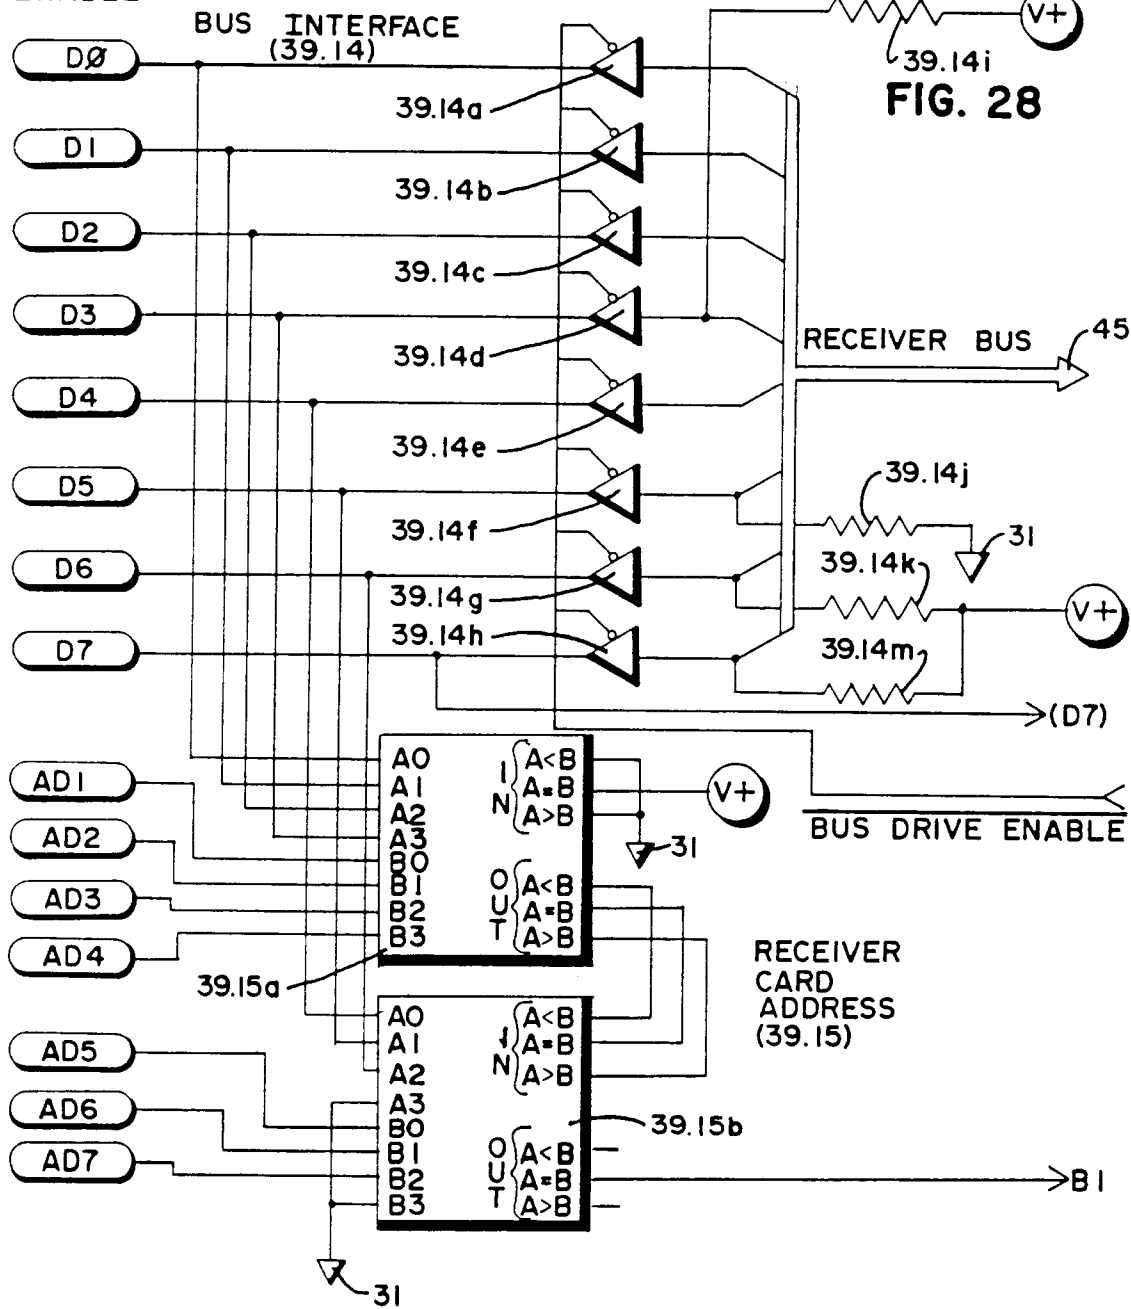 BUS INTERFACE
(39.14)
V+
39.14i
FIG. 28
DØ
39.14a
D1
39.14b
D2
39.14c
D3
39.14d
RECEIVER BUS
45
D4
39.14e
D5
39.14f
39.14j
31
D6
39.14g
39.14k
V+
D7
39.14h
39.14m
(D7)
BUS DRIVE ENABLE
AD1
AD2
AD3
AD4
A0
A1
A2
A3
B0
B1
B2
B3
IN
A<B
A=B
A>B
OUT
A<B
A=B
A>B
V+
31
39.15a
RECEIVER
CARD
ADDRESS
(39.15)
AD5
AD6
AD7
A0
A1
A2
A3
B0
B1
B2
B3
IN
A<B
A=B
A>B
OUT
A<B
A=B
A>B
39.15b
B1
31